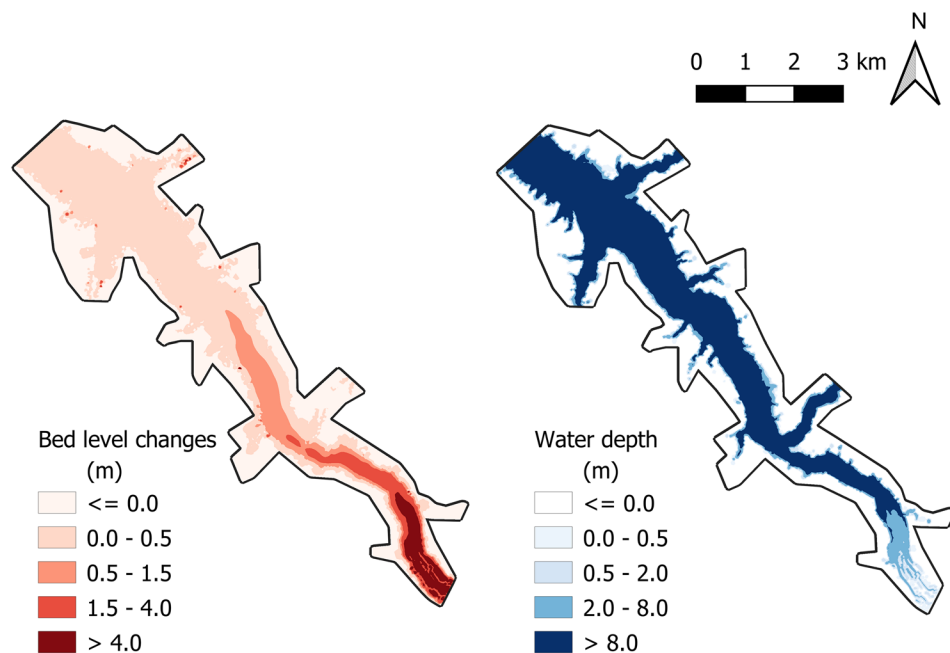 N
0 1 2 3 km
Bed level changes
(m)
<= 0.0
0.0 - 0.5
0.5 - 1.5
1.5 - 4.0
> 4.0
Water depth
(m)
<= 0.0
0.0 - 0.5
0.5 - 2.0
2.0 - 8.0
> 8.0